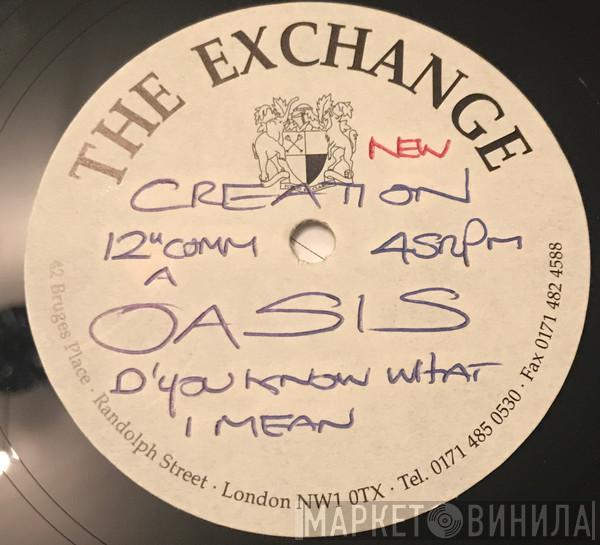 THE EXCHANGE
NEW
CREATION
12" COMM 45RPM
A
OASIS
D'YOU KNOW WHAT
I MEAN
42 Bruges Place · Randolph Street · London NW1 0TX · Tel. 0171 485 0530 · Fax 0171 482 4588
МАРКЕТ ВИНИЛА